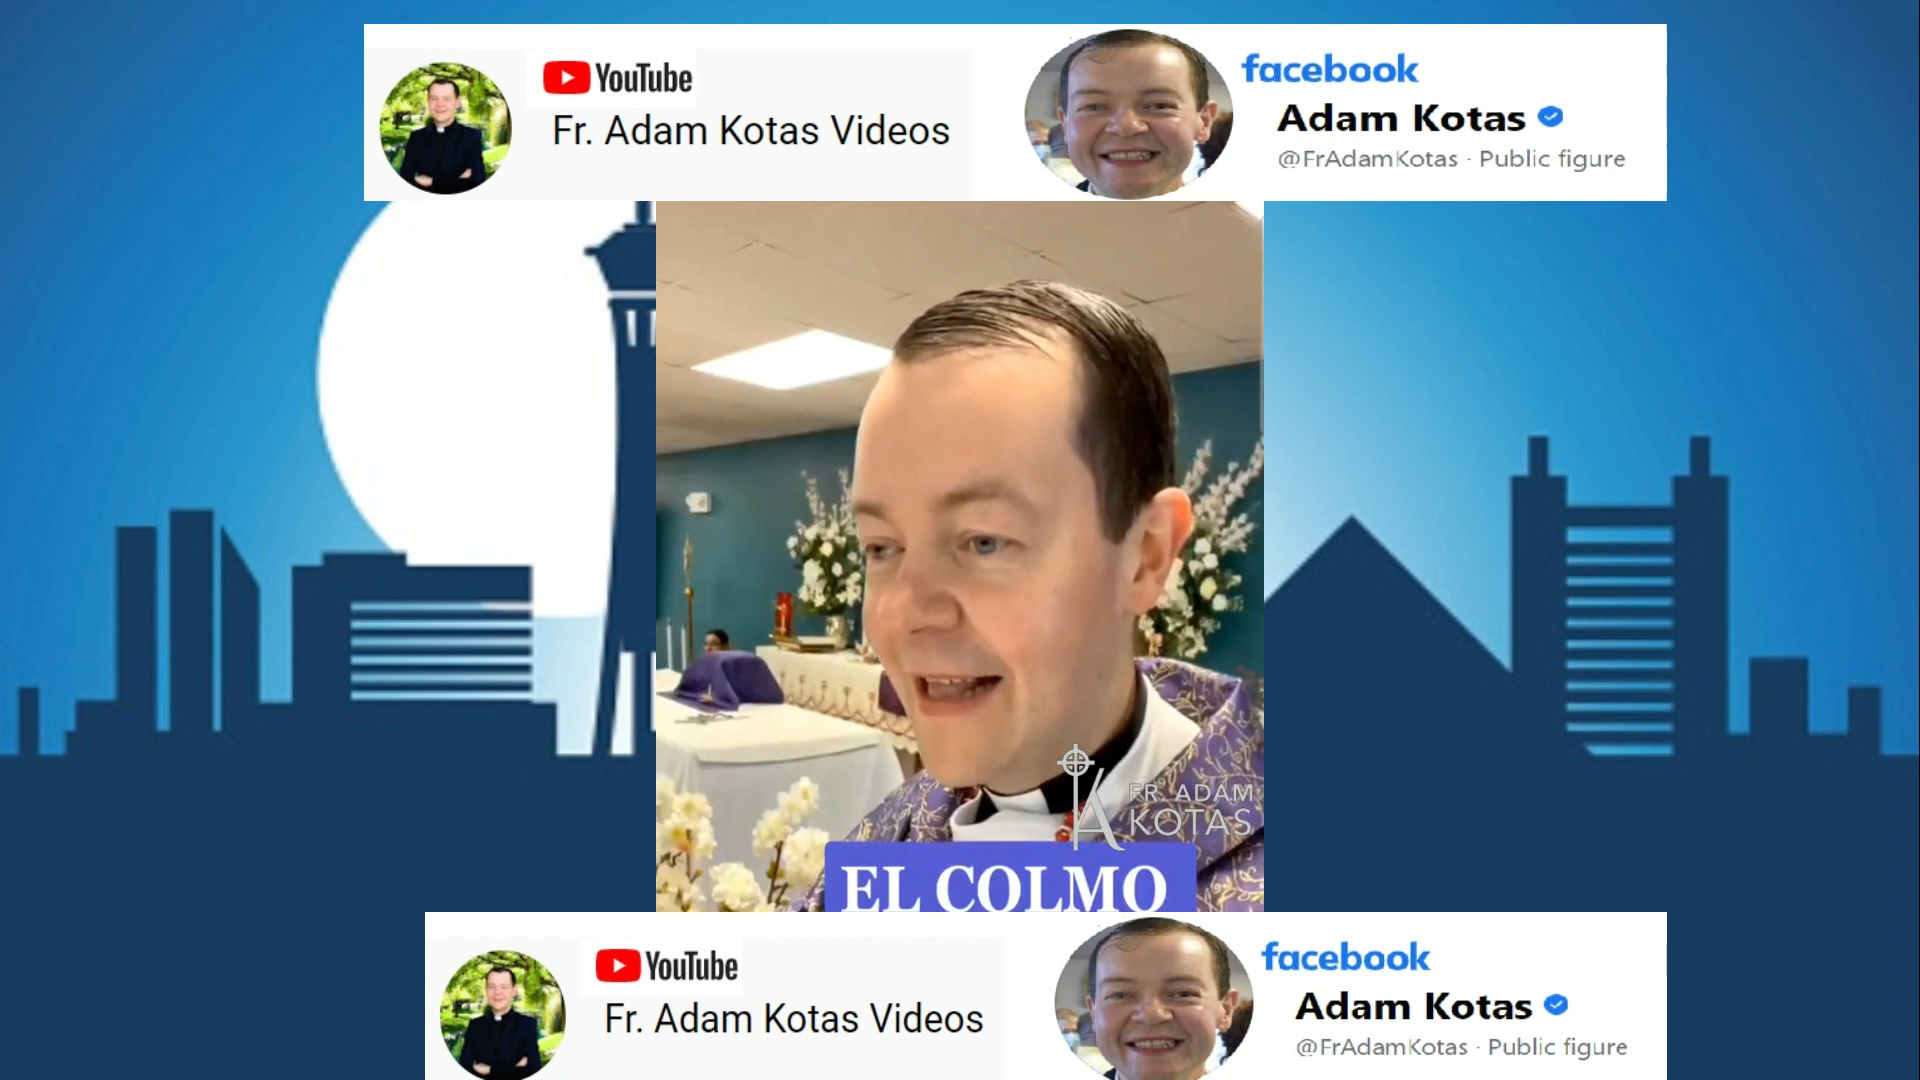 YouTube
Fr. Adam Kotas Videos
facebook
Adam Kotas
@FrAdamKotas · Public figure
FR. ADAM
KOTAS
EL COLMO
YouTube
Fr. Adam Kotas Videos
facebook
Adam Kotas
@FrAdamKotas · Public figure